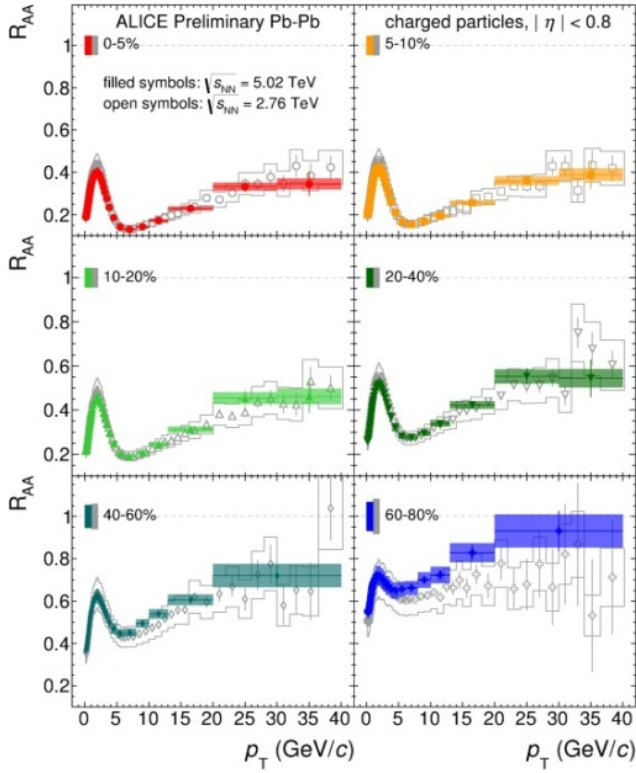 ALICE Preliminary Pb-Pb
charged particles, | η | < 0.8
R_AA
1
0.8
0.6
0.4
0.2
0-5%
filled symbols: √s_NN = 5.02 TeV
open symbols: √s_NN = 2.76 TeV
5-10%
R_AA
1
0.8
0.6
0.4
0.2
10-20%
20-40%
R_AA
1
0.8
0.6
0.4
0.2
40-60%
60-80%
0 5 10 15 20 25 30 35 40
0 5 10 15 20 25 30 35 40
p_T (GeV/c)
p_T (GeV/c)